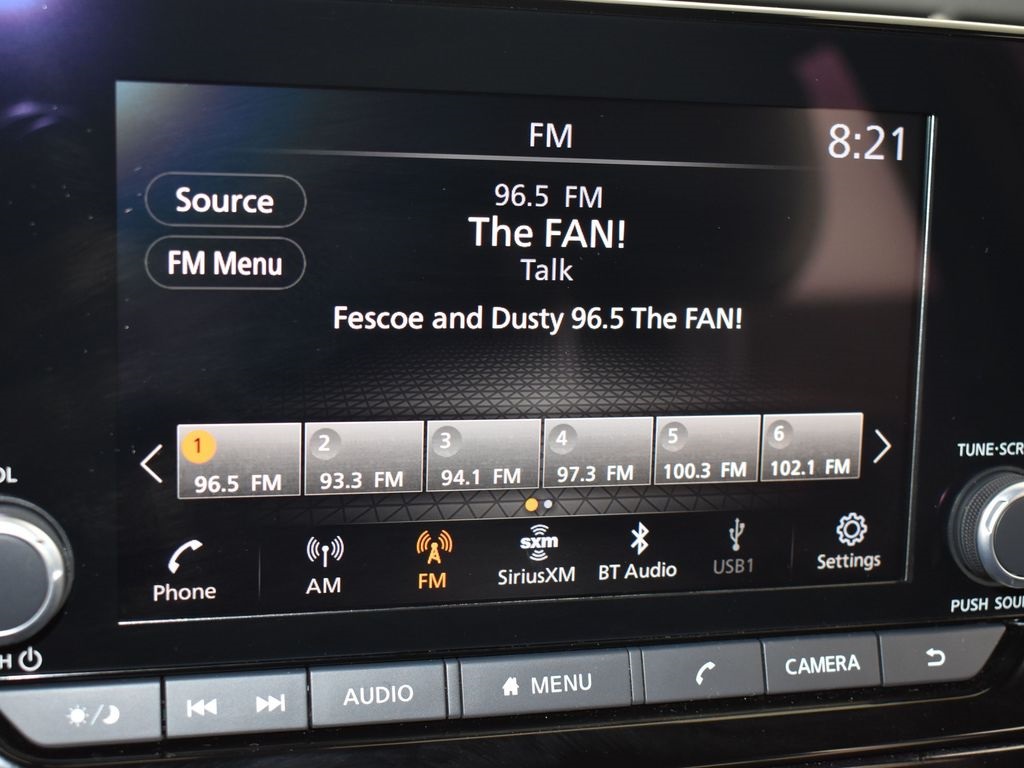 FM
8:21
Source
96.5 FM
The FAN!
FM Menu
Talk
Fescoe and Dusty 96.5 The FAN!
1
2
3
4
5
6
96.5 FM
93.3 FM
94.1 FM
97.3 FM
100.3 FM
102.1 FM
OL
TUNE·SCR
Phone
AM
FM
sxm
SiriusXM
BT Audio
USB1
Settings
PUSH SOU
H
AUDIO
MENU
CAMERA